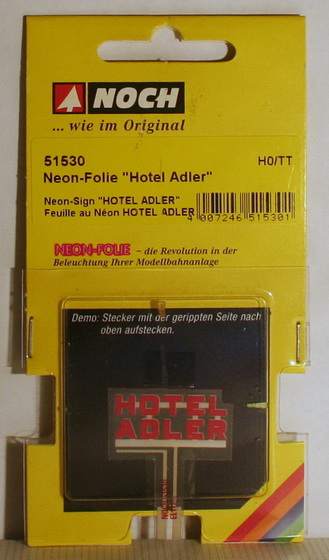 NOCH
... wie im Original
51530 H0/TT
Neon-Folie "Hotel Adler"
Neon-Sign "HOTEL ADLER"
Feuille au Néon HOTEL ADLER
4 007246 515301
NEON-FOLIE – die Revolution in der
Beleuchtung Ihrer Modellbahnanlage
Demo: Stecker mit der gerippten Seite nach
oben aufstecken.
HOTEL
ADLER